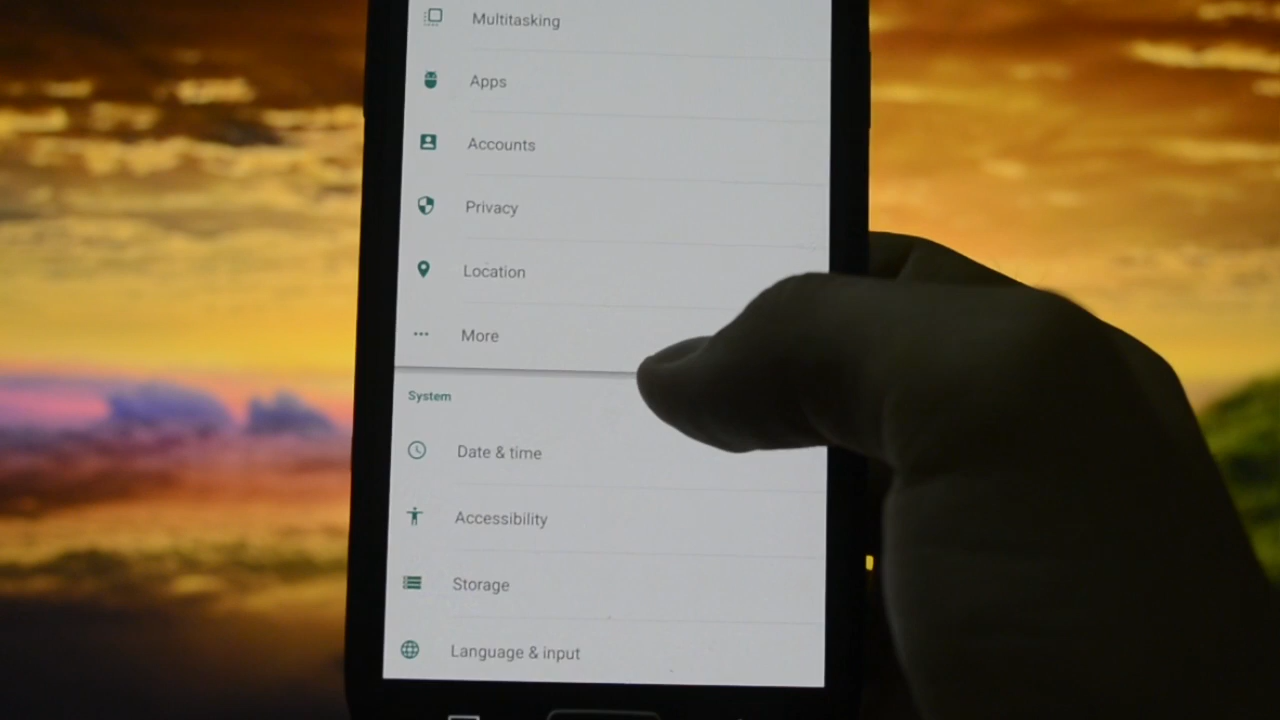 Multitasking
Apps
Accounts
Privacy
Location
More
System
Date & time
Accessibility
Storage
Language & input